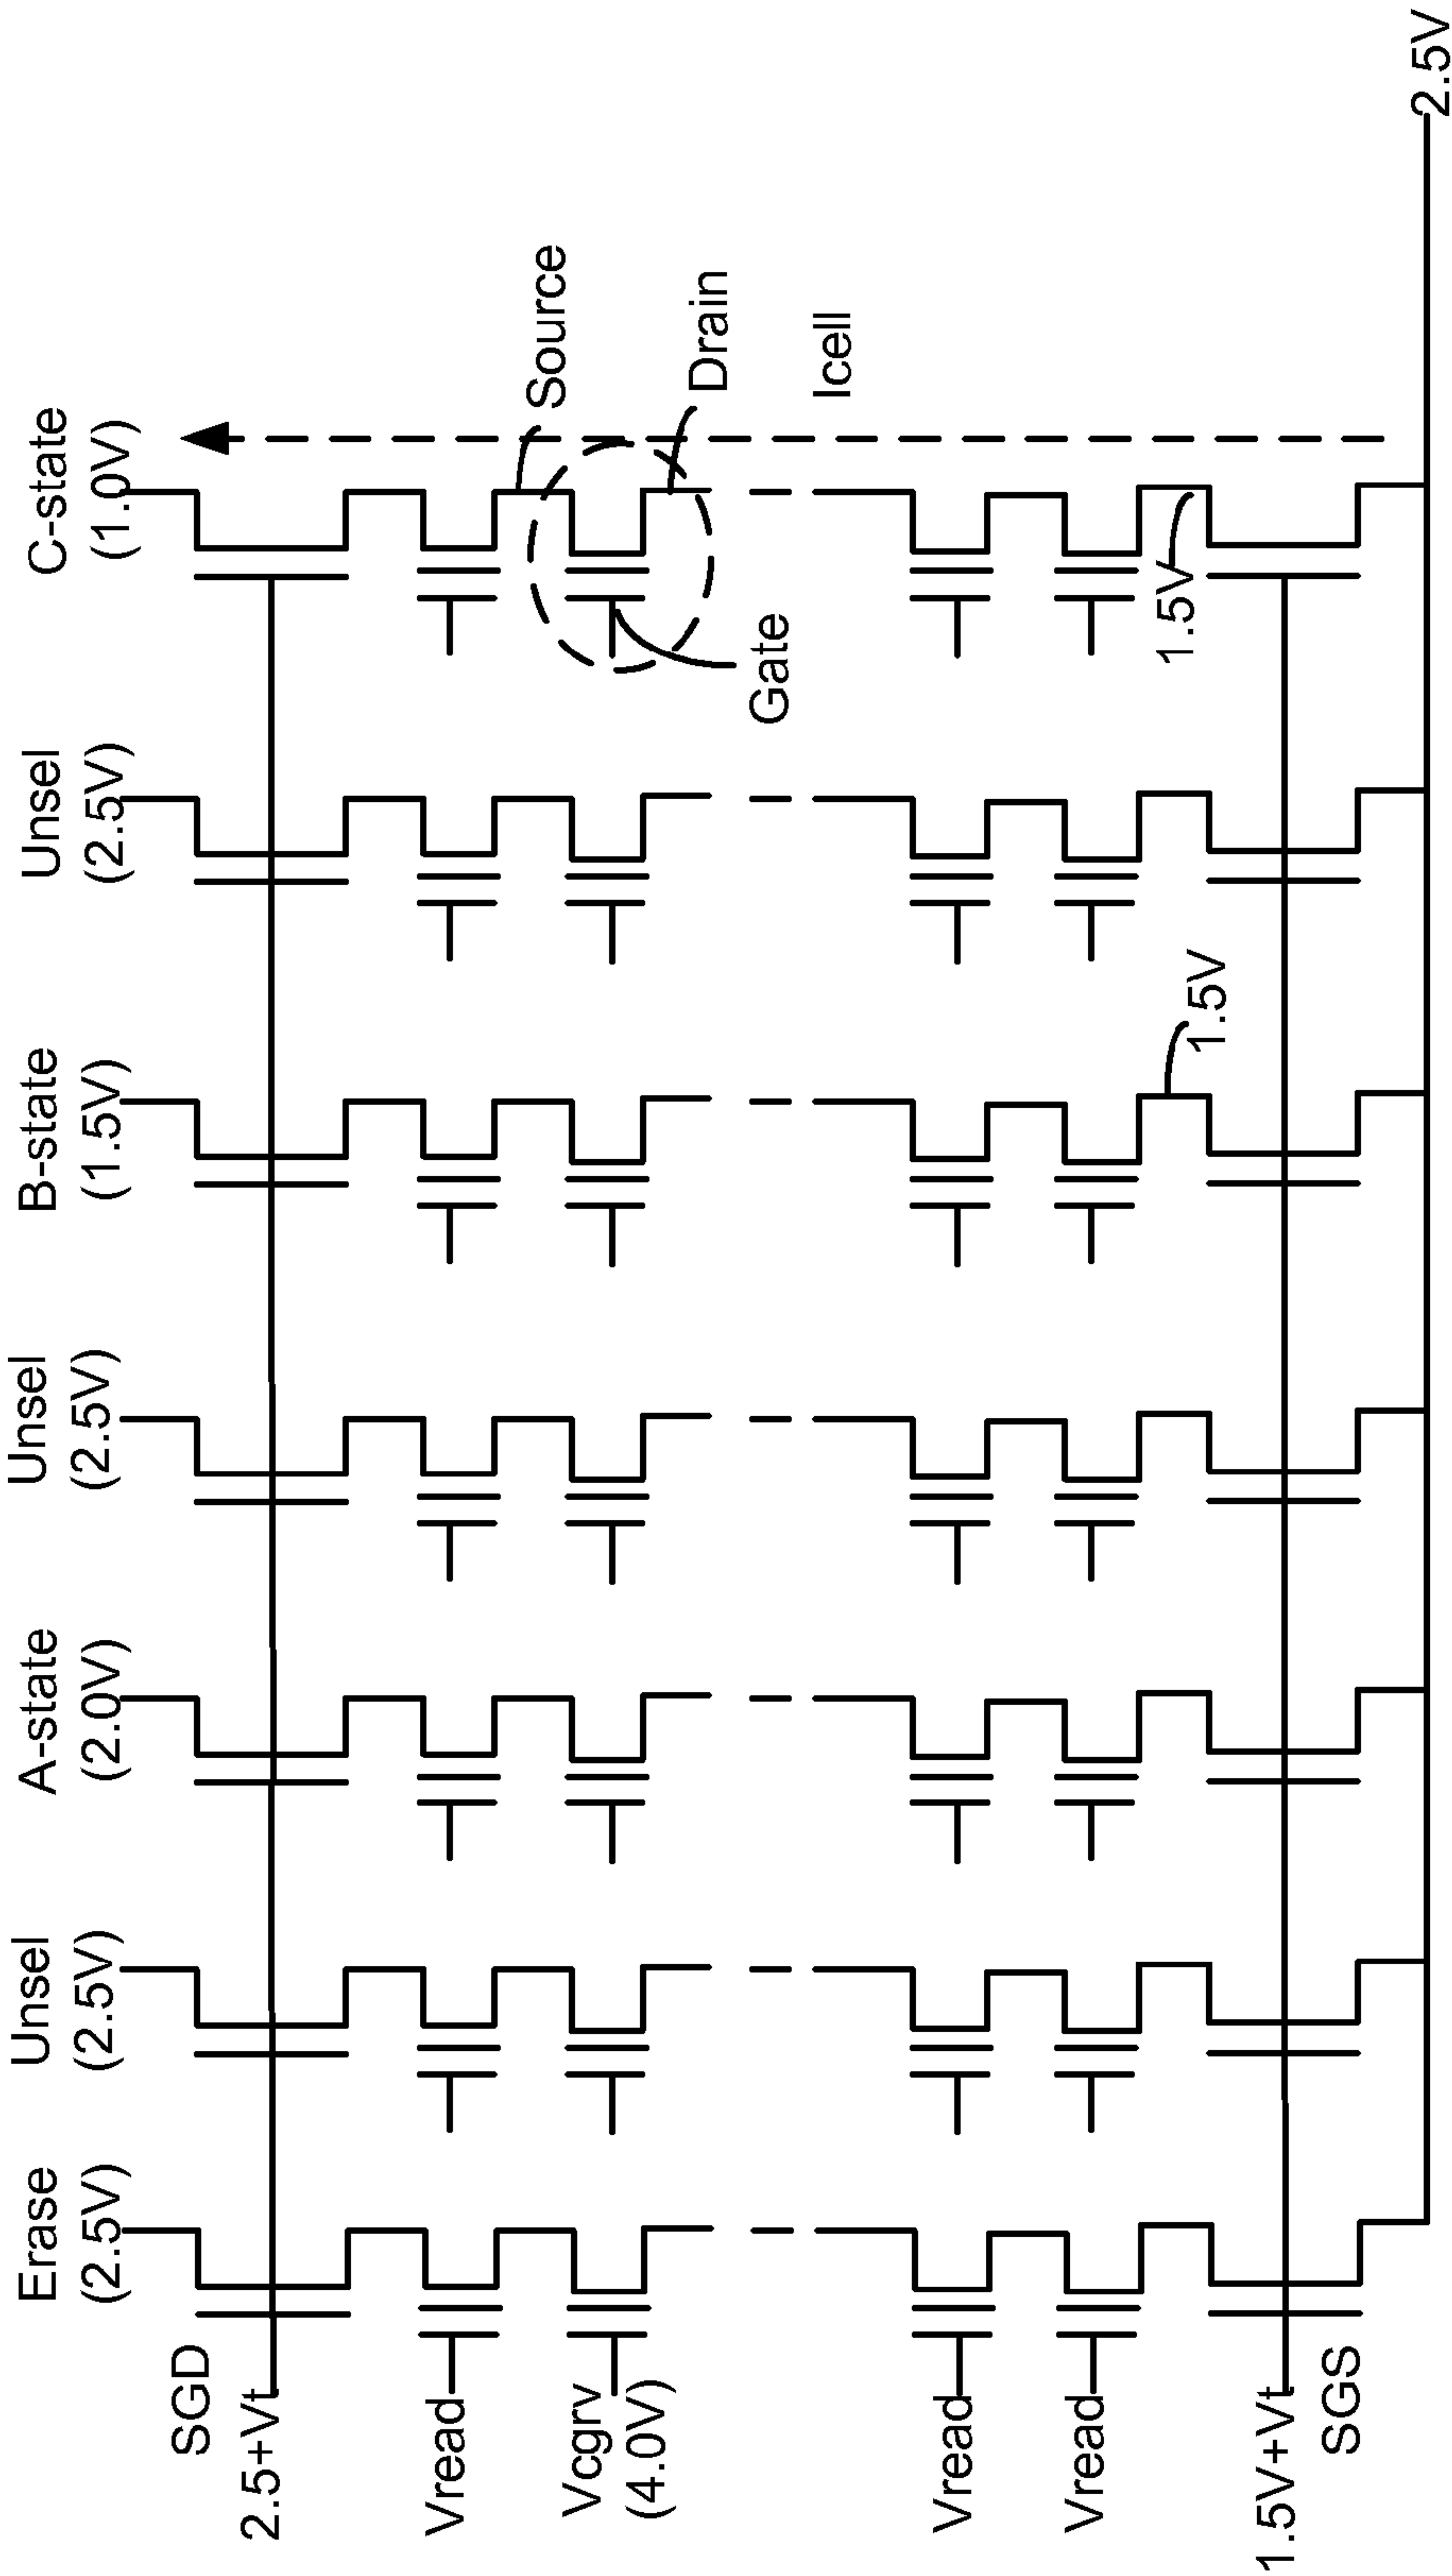 Erase
(2.5V)
Unsel
(2.5V)
A-state
(2.0V)
Unsel
(2.5V)
B-state
(1.5V)
Unsel
(2.5V)
C-state
(1.0V)
SGD
2.5+Vt
Vread
Source
Vcgrv
(4.0V)
Drain
Gate
Icell
Vread
Vread
1.5V
1.5V
1.5V+Vt
SGS
2.5V